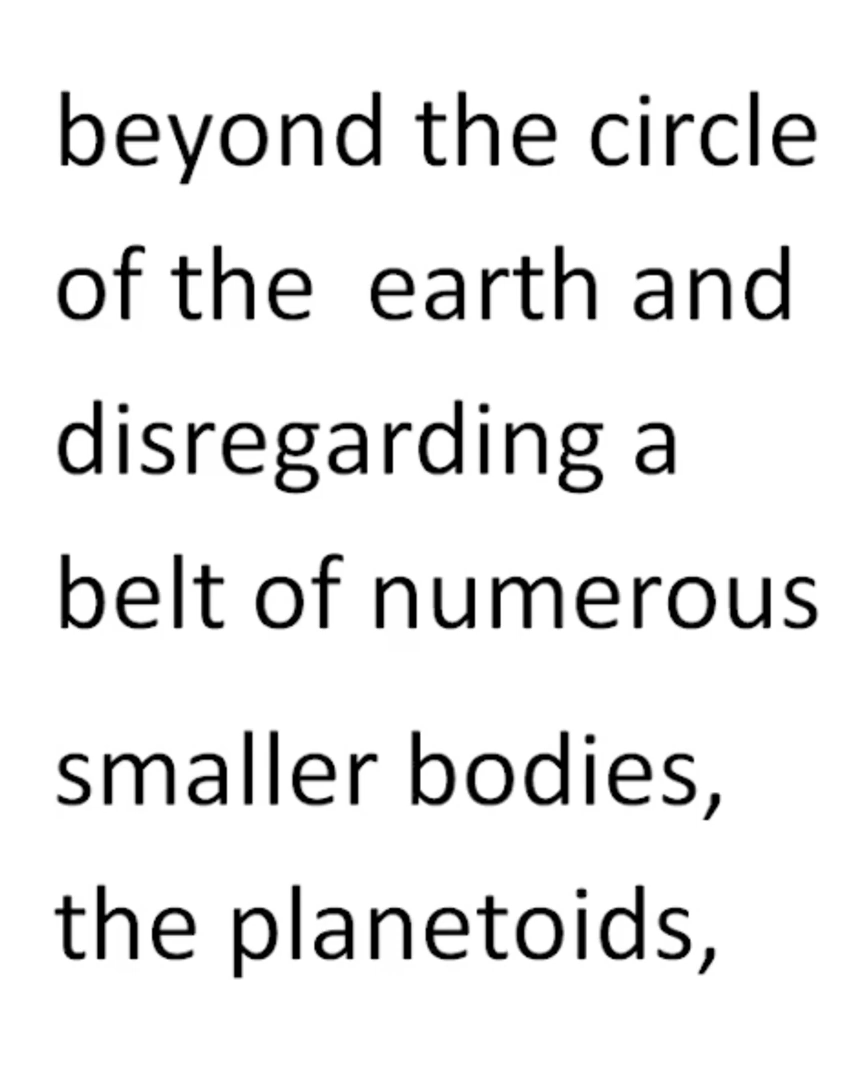 beyond the circle
of the  earth and
disregarding a
belt of numerous
smaller bodies,
the planetoids,